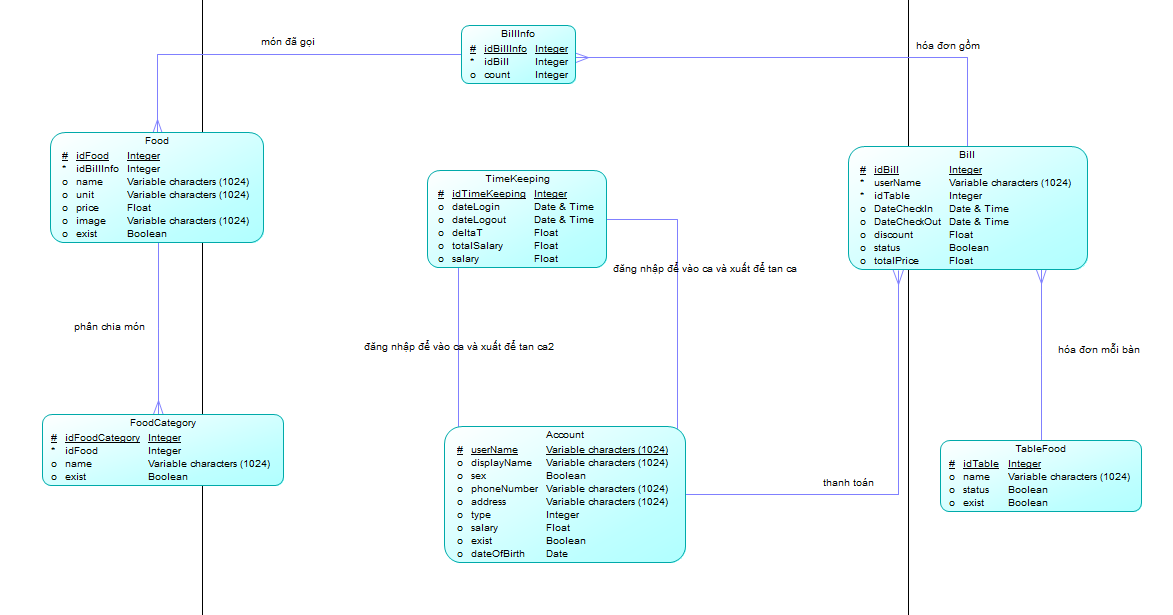 món đã gọi
BillInfo
# idBillInfo Integer
* idBill Integer
o count Integer
hóa đơn gồm
Food
# idFood Integer
* idBillInfo Integer
o name Variable characters (1024)
o unit Variable characters (1024)
o price Float
o image Variable characters (1024)
o exist Boolean
TimeKeeping
# idTimeKeeping Integer
o dateLogin Date & Time
o dateLogout Date & Time
o deltaT Float
o totalSalary Float
o salary Float
Bill
# idBill Integer
* userName Variable characters (1024)
* idTable Integer
o DateCheckIn Date & Time
o DateCheckOut Date & Time
o discount Float
o status Boolean
o totalPrice Float
đăng nhập để vào ca và xuất để tan ca
phân chia món
đăng nhập để vào ca và xuất để tan ca2
hóa đơn mỗi bàn
FoodCategory
# idFoodCategory Integer
* idFood Integer
o name Variable characters (1024)
o exist Boolean
Account
# userName Variable characters (1024)
o displayName Variable characters (1024)
o sex Boolean
o phoneNumber Variable characters (1024)
o address Variable characters (1024)
o type Integer
o salary Float
o exist Boolean
o dateOfBirth Date
thanh toán
TableFood
# idTable Integer
o name Variable characters (1024)
o status Boolean
o exist Boolean